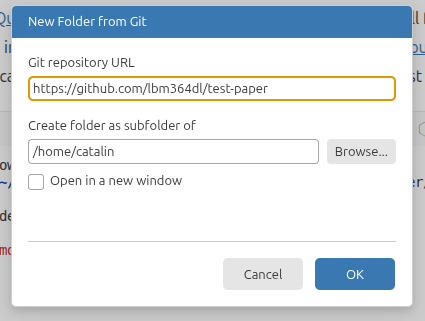 New Folder from Git
Git repository URL
https://github.com/lbm364dl/test-paper
Create folder as subfolder of
/home/catalin
Browse...
Open in a new window
Cancel
OK